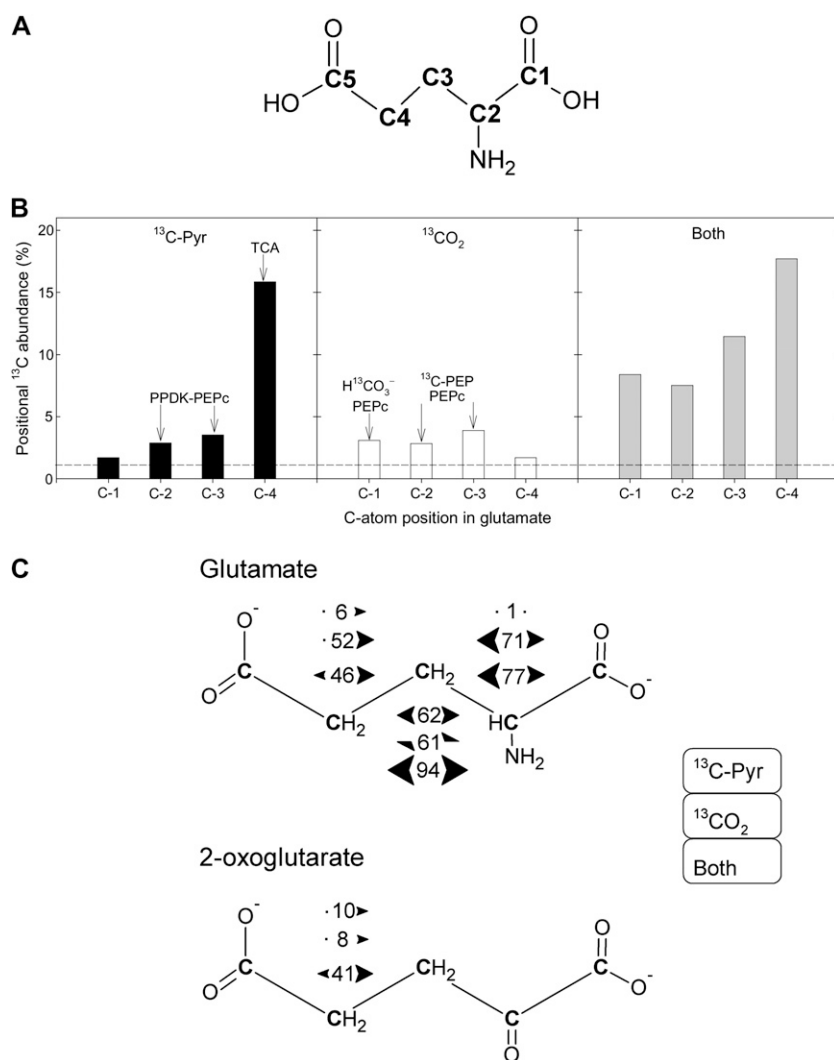 A
O
O
C5
C3
C1
HO
C4
C2
OH
NH₂
B
¹³C-Pyr
¹³CO₂
Both
Positional ¹³C abundance (%)
20
15
10
5
0
TCA
PPDK-PEPc
H¹³CO₃⁻
PEPc
¹³C-PEP
PEPc
C-1 C-2 C-3 C-4 C-1 C-2 C-3 C-4 C-1 C-2 C-3 C-4
C-atom position in glutamate
C
Glutamate
O⁻
6
1
52
71
O
46
77
C
CH₂
C
O
O⁻
CH₂
62
HC
61
NH₂
94
¹³C-Pyr
¹³CO₂
Both
2-oxoglutarate
O⁻
10
8
O
41
C
CH₂
C
O
O⁻
CH₂
C
O